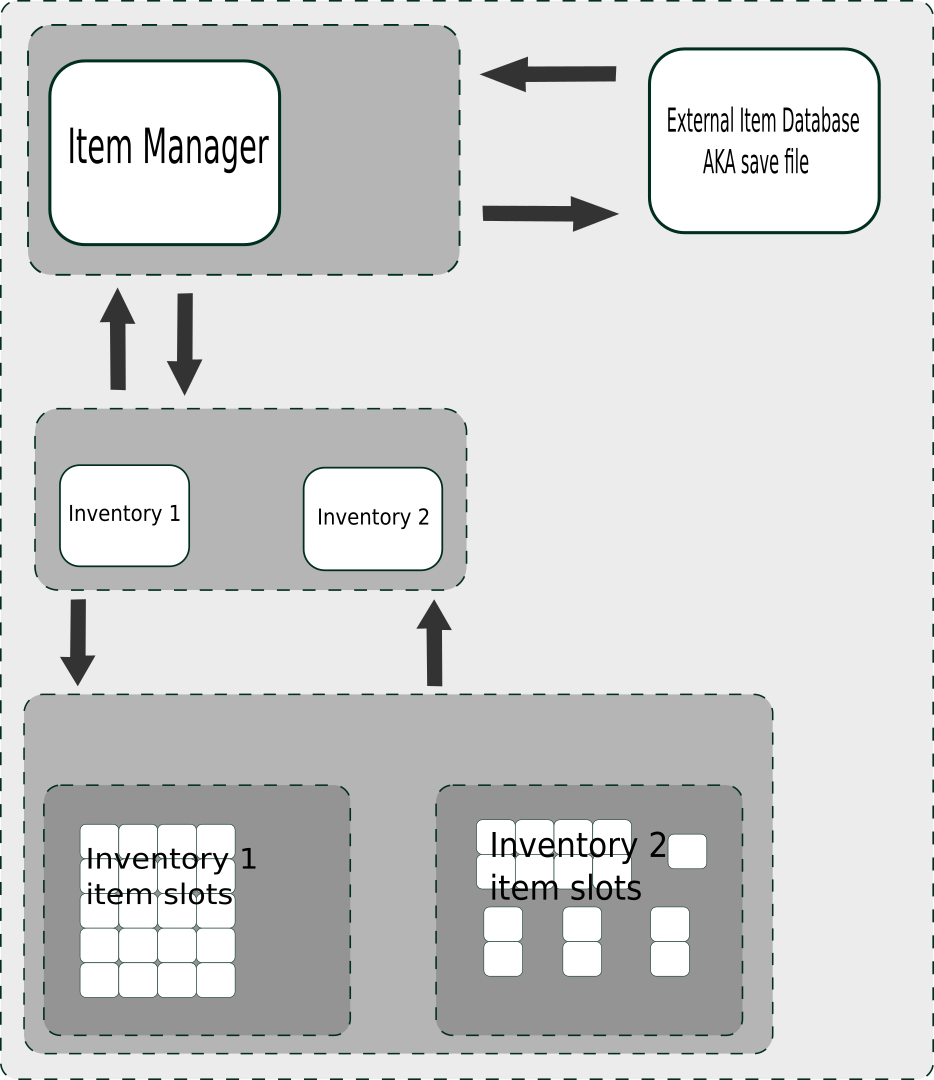 Item Manager
External Item Database
AKA save file
Inventory 1
Inventory 2
Inventory 1
item slots
Inventory 2
item slots